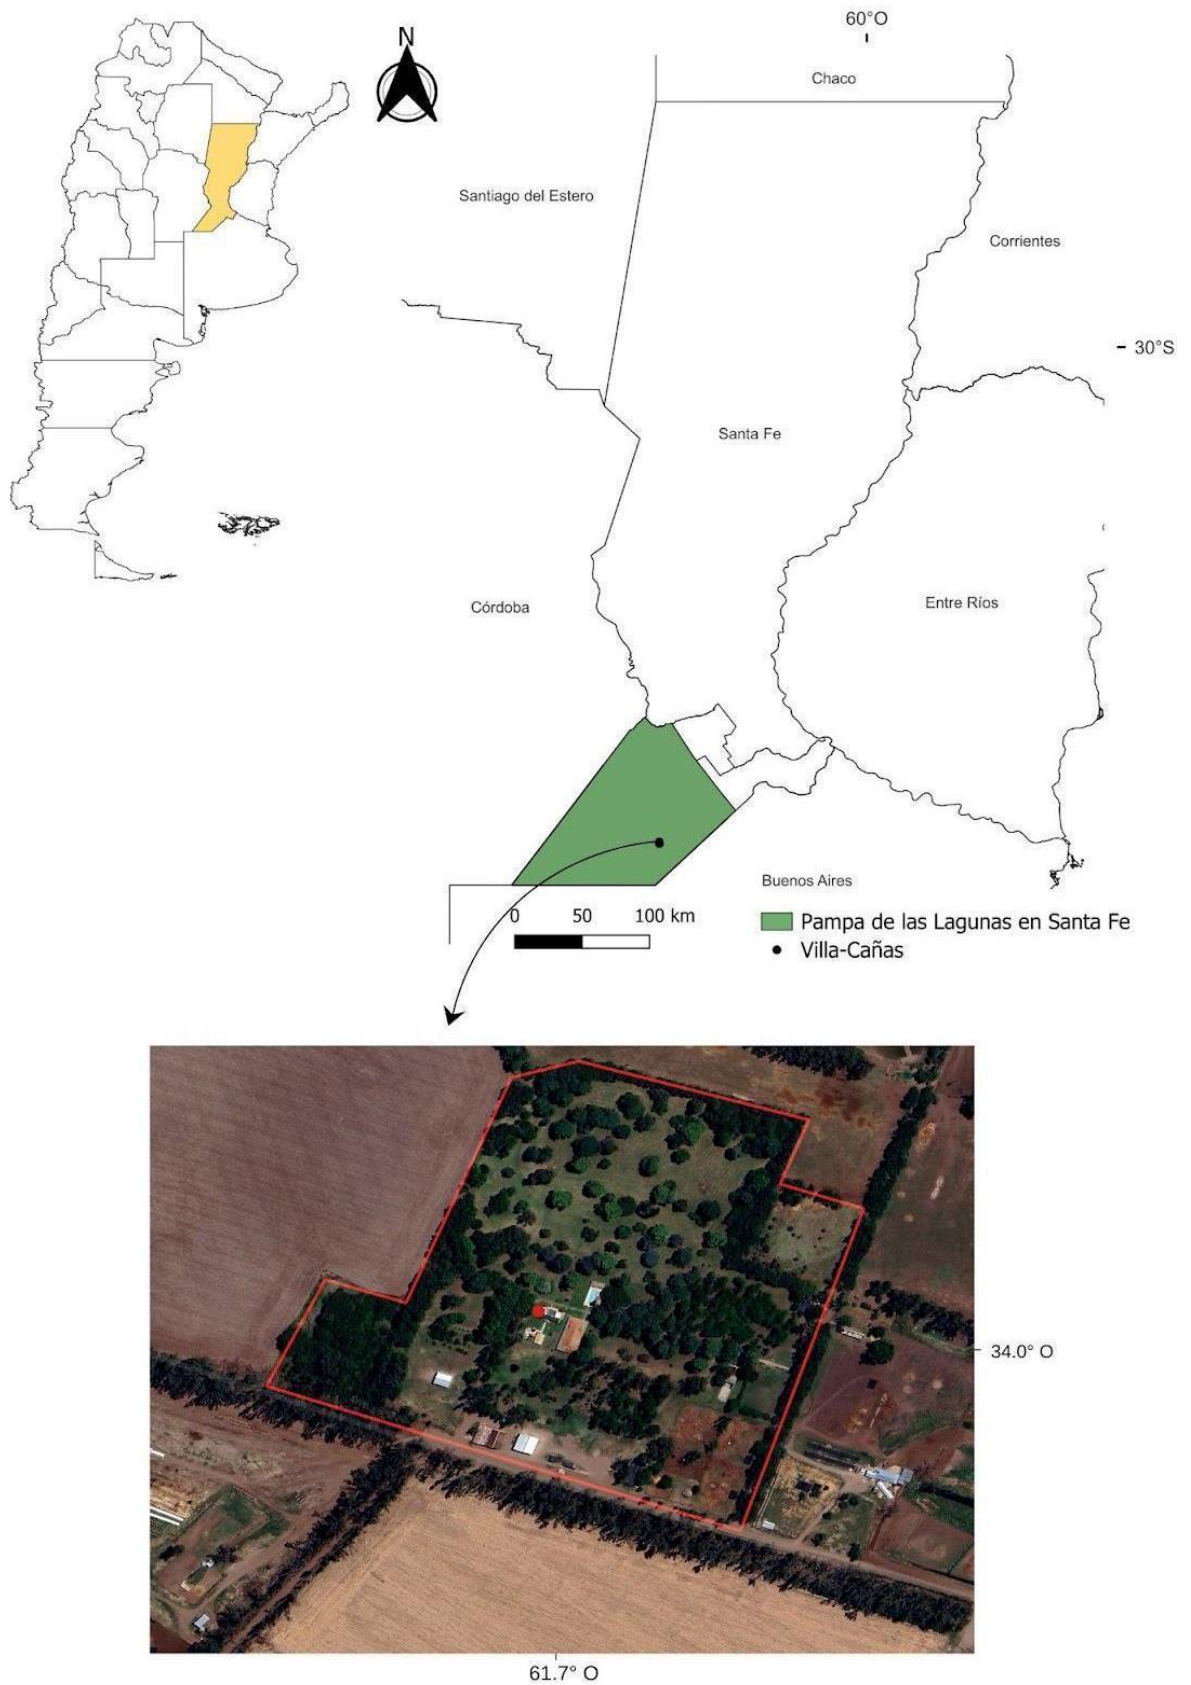 60°O
N
Chaco
Santiago del Estero
Corrientes
30°S
Santa Fe
Córdoba
Entre Ríos
Buenos Aires
0 50 100 km
Pampa de las Lagunas en Santa Fe
Villa-Cañas
34.0° O
61.7° O